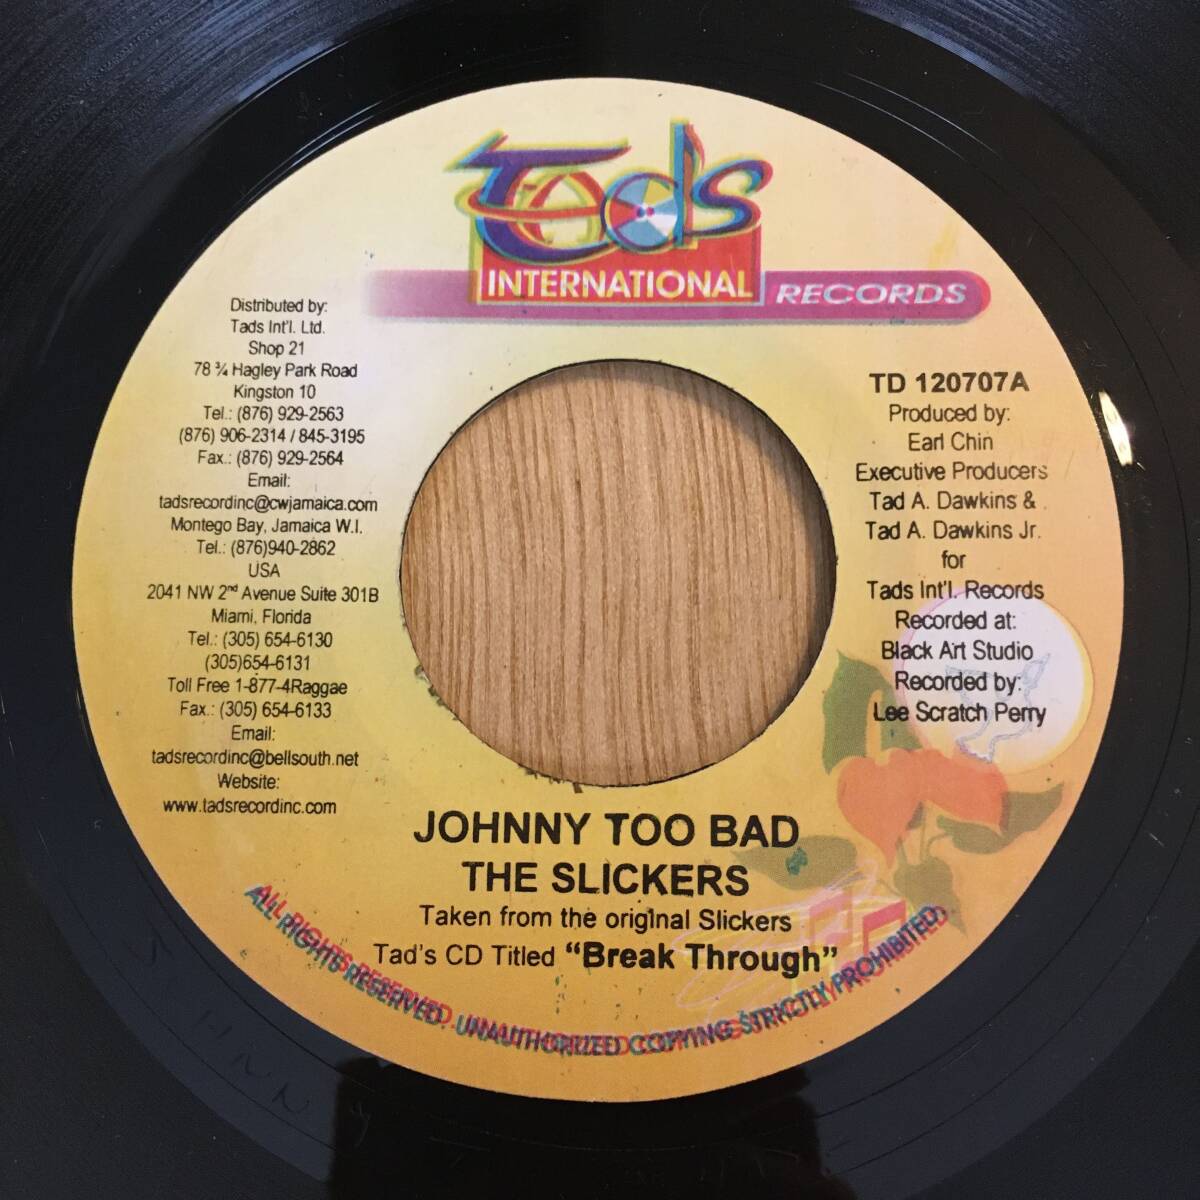 Tads
INTERNATIONAL
RECORDS
Distributed by:
Tads Int'l. Ltd.
Shop 21
78 ¾ Hagley Park Road
Kingston 10
Tel.: (876) 929-2563
(876) 906-2314 / 845-3195
Fax.: (876) 929-2564
Email:
tadsrecordinc@cwjamaica.com
Montego Bay, Jamaica W.I.
Tel.: (876)940-2862
USA
2041 NW 2nd Avenue Suite 301B
Miami, Florida
Tel.: (305) 654-6130
(305)654-6131
Toll Free 1-877-4Raggae
Fax.: (305) 654-6133
Email:
tadsrecordinc@bellsouth.net
Website:
www.tadsrecordinc.com
TD 120707A
Produced by:
Earl Chin
Executive Producers
Tad A. Dawkins &
Tad A. Dawkins Jr.
for
Tads Int'l. Records
Recorded at:
Black Art Studio
Recorded by:
Lee Scratch Perry
JOHNNY TOO BAD
THE SLICKERS
Taken from the original Slickers
Tad's CD Titled "Break Through"
ALL RIGHTS RESERVED. UNAUTHORIZED COPYING STRICTLY PROHIBITED.